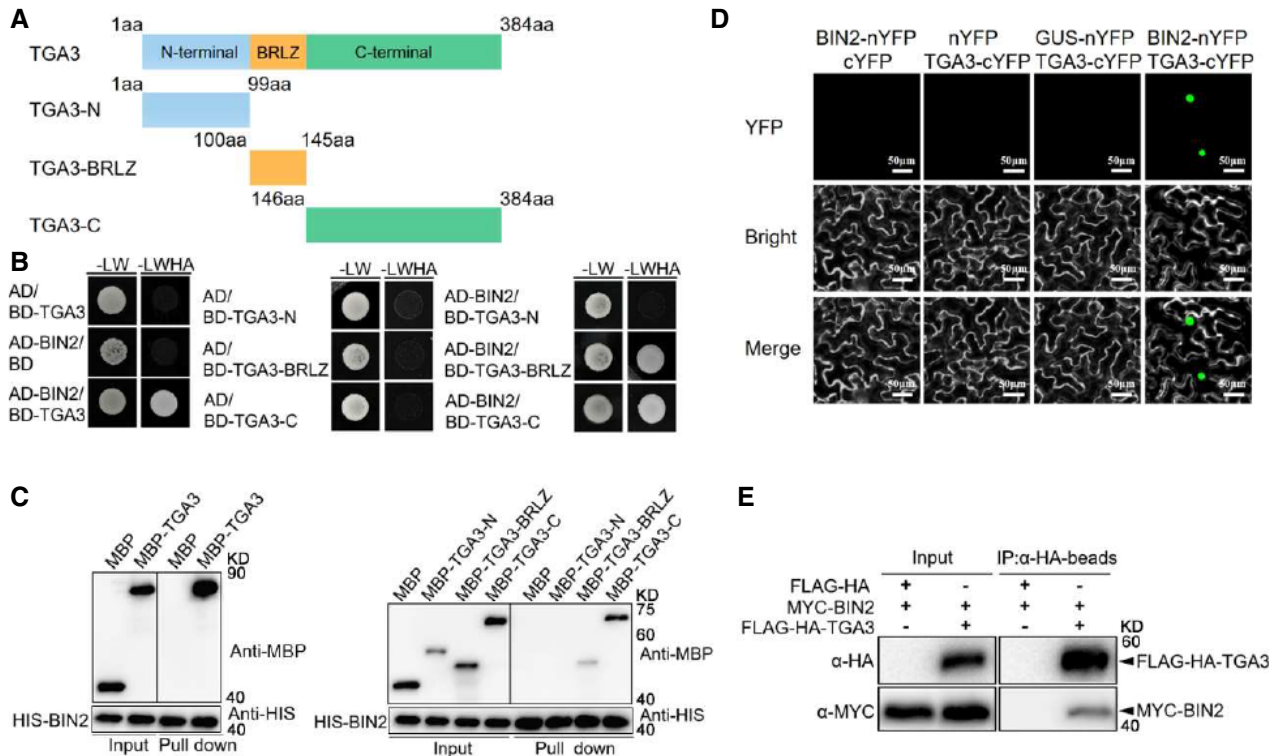 A
1aa 384aa
TGA3 N-terminal BRLZ C-terminal
1aa 99aa
TGA3-N
100aa 145aa
TGA3-BRLZ
146aa 384aa
TGA3-C
B
-LW -LWHA
AD/
BD-TGA3
AD-BIN2/
BD
AD-BIN2/
BD-TGA3
-LW -LWHA
AD/
BD-TGA3-N
AD/
BD-TGA3-BRLZ
AD/
BD-TGA3-C
-LW -LWHA
AD-BIN2/
BD-TGA3-N
AD-BIN2/
BD-TGA3-BRLZ
AD-BIN2/
BD-TGA3-C
C
MBP MBP-TGA3 MBP MBP-TGA3
KD
90
Anti-MBP
40
HIS-BIN2 Anti-HIS
Input Pull down
MBP MBP-TGA3-N MBP-TGA3-BRLZ MBP-TGA3-C MBP MBP-TGA3-N MBP-TGA3-BRLZ MBP-TGA3-C
KD
75
60
Anti-MBP
40
HIS-BIN2 Anti-HIS
40
Input Pull down
D
BIN2-nYFP nYFP GUS-nYFP BIN2-nYFP
cYFP TGA3-cYFP TGA3-cYFP TGA3-cYFP
YFP
50μm 50μm 50μm 50μm
Bright
50μm 50μm 50μm 50μm
Merge
50μm 50μm 50μm 50μm
E
Input IP:α-HA-beads
FLAG-HA + - + -
MYC-BIN2 + + + +
FLAG-HA-TGA3 - + - + KD
60
α-HA FLAG-HA-TGA3
α-MYC MYC-BIN2
40